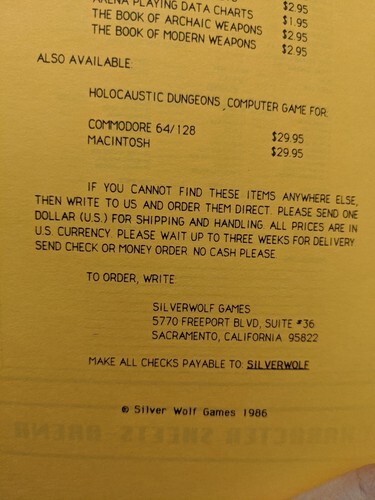 ARENA PLAYING DATA CHARTS $2.95
THE BOOK OF ARCHAIC WEAPONS $1.95
THE BOOK OF MODERN WEAPONS $2.95
$2.95
ALSO AVAILABLE:
HOLOCAUSTIC DUNGEONS, COMPUTER GAME FOR:
COMMODORE 64/128 $29.95
MACINTOSH $29.95
IF YOU CANNOT FIND THESE ITEMS ANYWHERE ELSE,
THEN WRITE TO US AND ORDER THEM DIRECT. PLEASE SEND ONE
DOLLAR (U.S.) FOR SHIPPING AND HANDLING. ALL PRICES ARE IN
U.S. CURRENCY. PLEASE WAIT UP TO THREE WEEKS FOR DELIVERY.
SEND CHECK OR MONEY ORDER. NO CASH PLEASE.
TO ORDER, WRITE:
SILVERWOLF GAMES
5770 FREEPORT BLVD, SUITE #36
SACRAMENTO, CALIFORNIA 95822
MAKE ALL CHECKS PAYABLE TO: SILVERWOLF
© Silver Wolf Games 1986
CHARACTER SHEETS ARENA